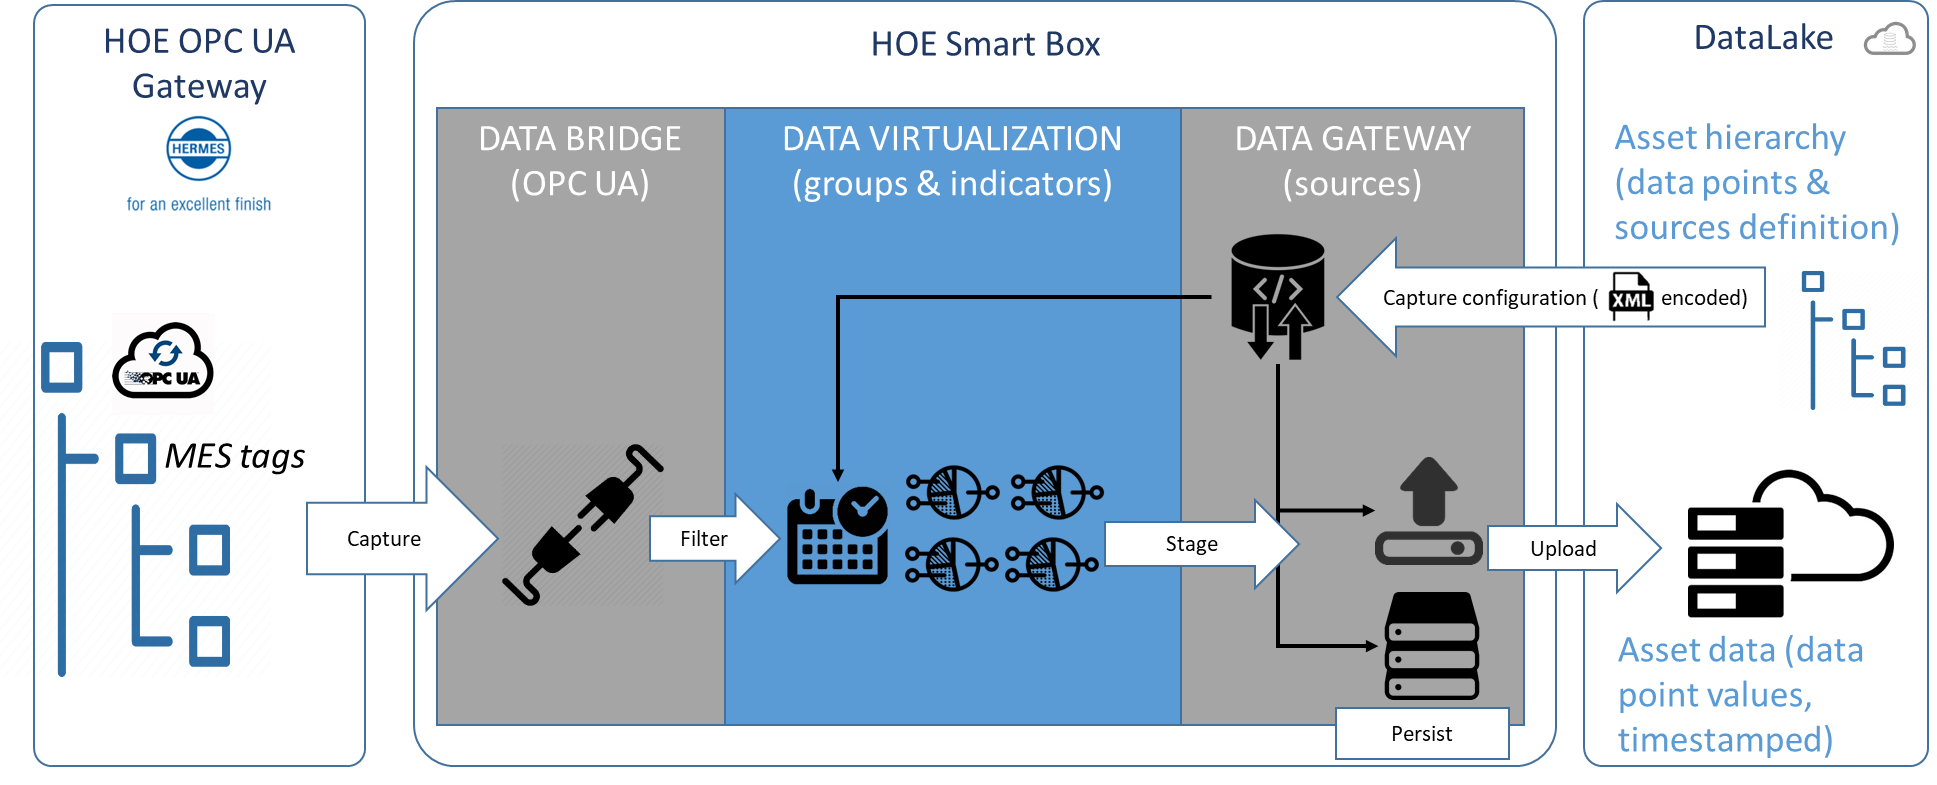 HOE OPC UA
Gateway
HERMES
for an excellent finish
OPC UA
MES tags
Capture
HOE Smart Box
DATA BRIDGE
(OPC UA)
Filter
DATA VIRTUALIZATION
(groups & indicators)
Stage
DATA GATEWAY
(sources)
</>
Capture configuration ( XML encoded)
Upload
Persist
DataLake
Asset hierarchy
(data points &
sources definition)
Asset data (data
point values,
timestamped)